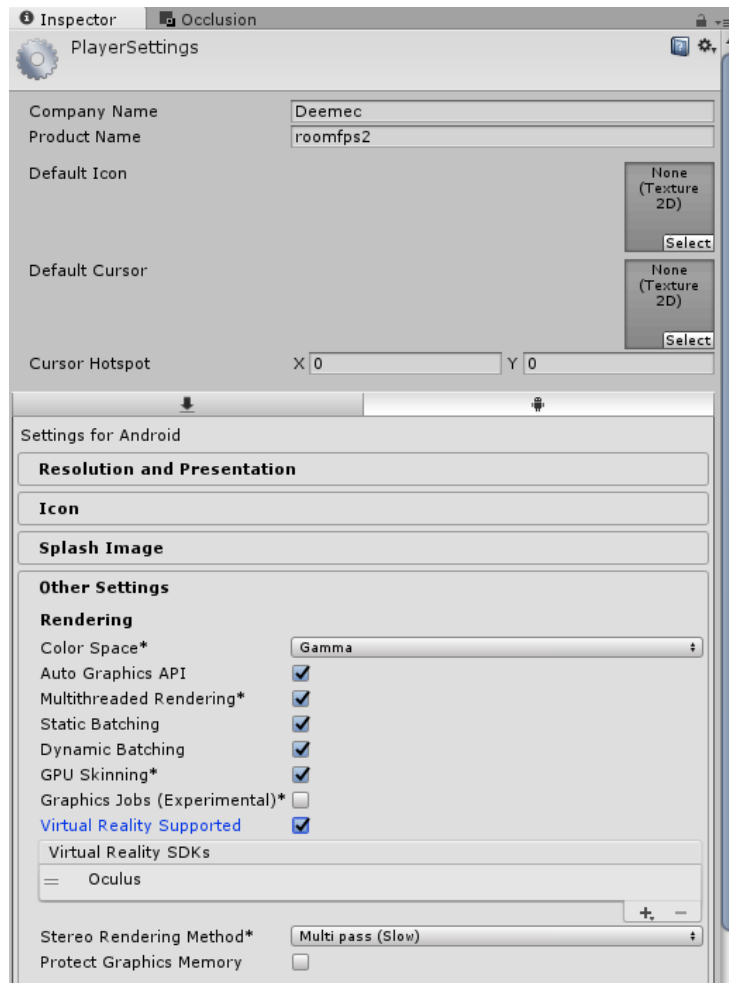 Inspector Occlusion
PlayerSettings
Company Name Deemec
Product Name roomfps2
Default Icon
None
(Texture
2D)
Select
Default Cursor
None
(Texture
2D)
Select
Cursor Hotspot X 0 Y 0
Settings for Android
Resolution and Presentation
Icon
Splash Image
Other Settings
Rendering
Color Space* Gamma
Auto Graphics API
Multithreaded Rendering*
Static Batching
Dynamic Batching
GPU Skinning*
Graphics Jobs (Experimental)*
Virtual Reality Supported
Virtual Reality SDKs
Oculus
Stereo Rendering Method* Multi pass (Slow)
Protect Graphics Memory